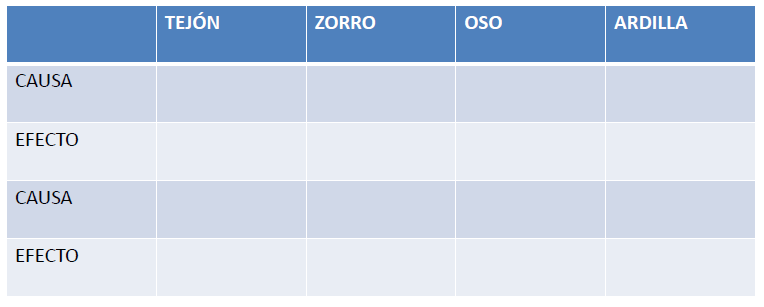 TEJÓN ZORRO OSO ARDILLA
CAUSA
EFECTO
CAUSA
EFECTO